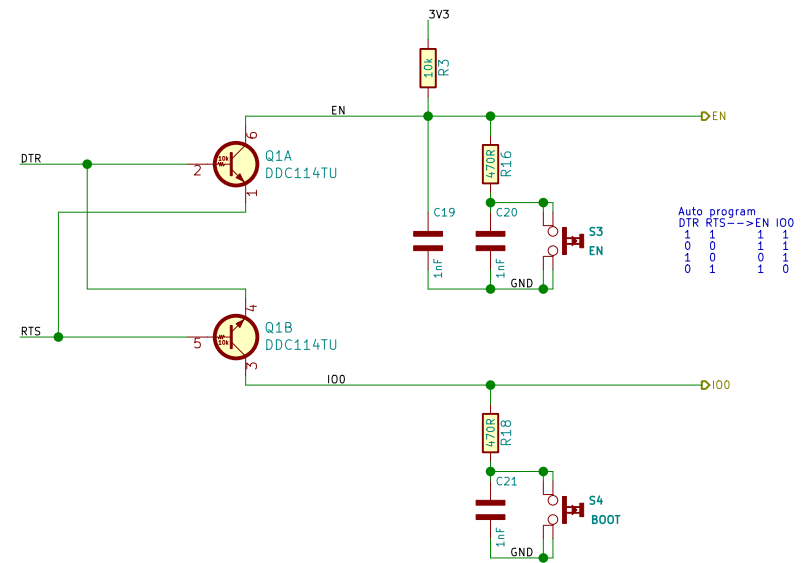 3V3
10k
R3
EN
EN
6
DTR
Q1A
10k
2
DDC114TU
470R
R16
1
C19
C20
Auto program
DTR RTS-->EN IO0
1 1 1 1
0 0 1 1
1 0 0 1
0 1 1 0
S3
EN
1nF
1nF
GND
4
RTS
Q1B
5
10k
DDC114TU
3
IO0
IO0
470R
R18
C21
S4
BOOT
1nF
GND